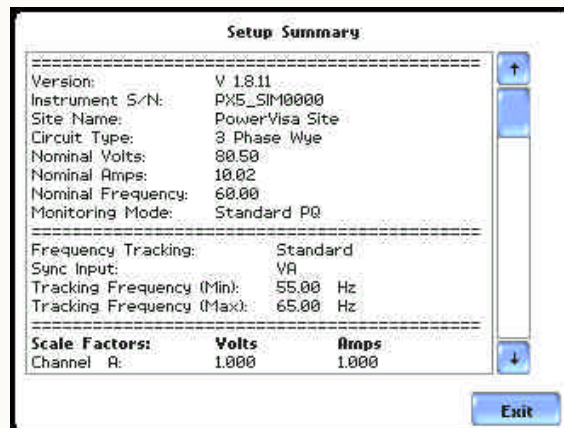 Setup Summary
================================================
Version: V 1.8.11
Instrument S/N: PX5_SIM0000
Site Name: PowerVisa Site
Circuit Type: 3 Phase Wye
Nominal Volts: 80.50
Nominal Amps: 10.02
Nominal Frequency: 60.00
Monitoring Mode: Standard PQ
================================================
Frequency Tracking: Standard
Sync Input: VA
Tracking Frequency (Min): 55.00 Hz
Tracking Frequency (Max): 65.00 Hz
================================================
Scale Factors: Volts Amps
Channel A: 1.000 1.000
Exit